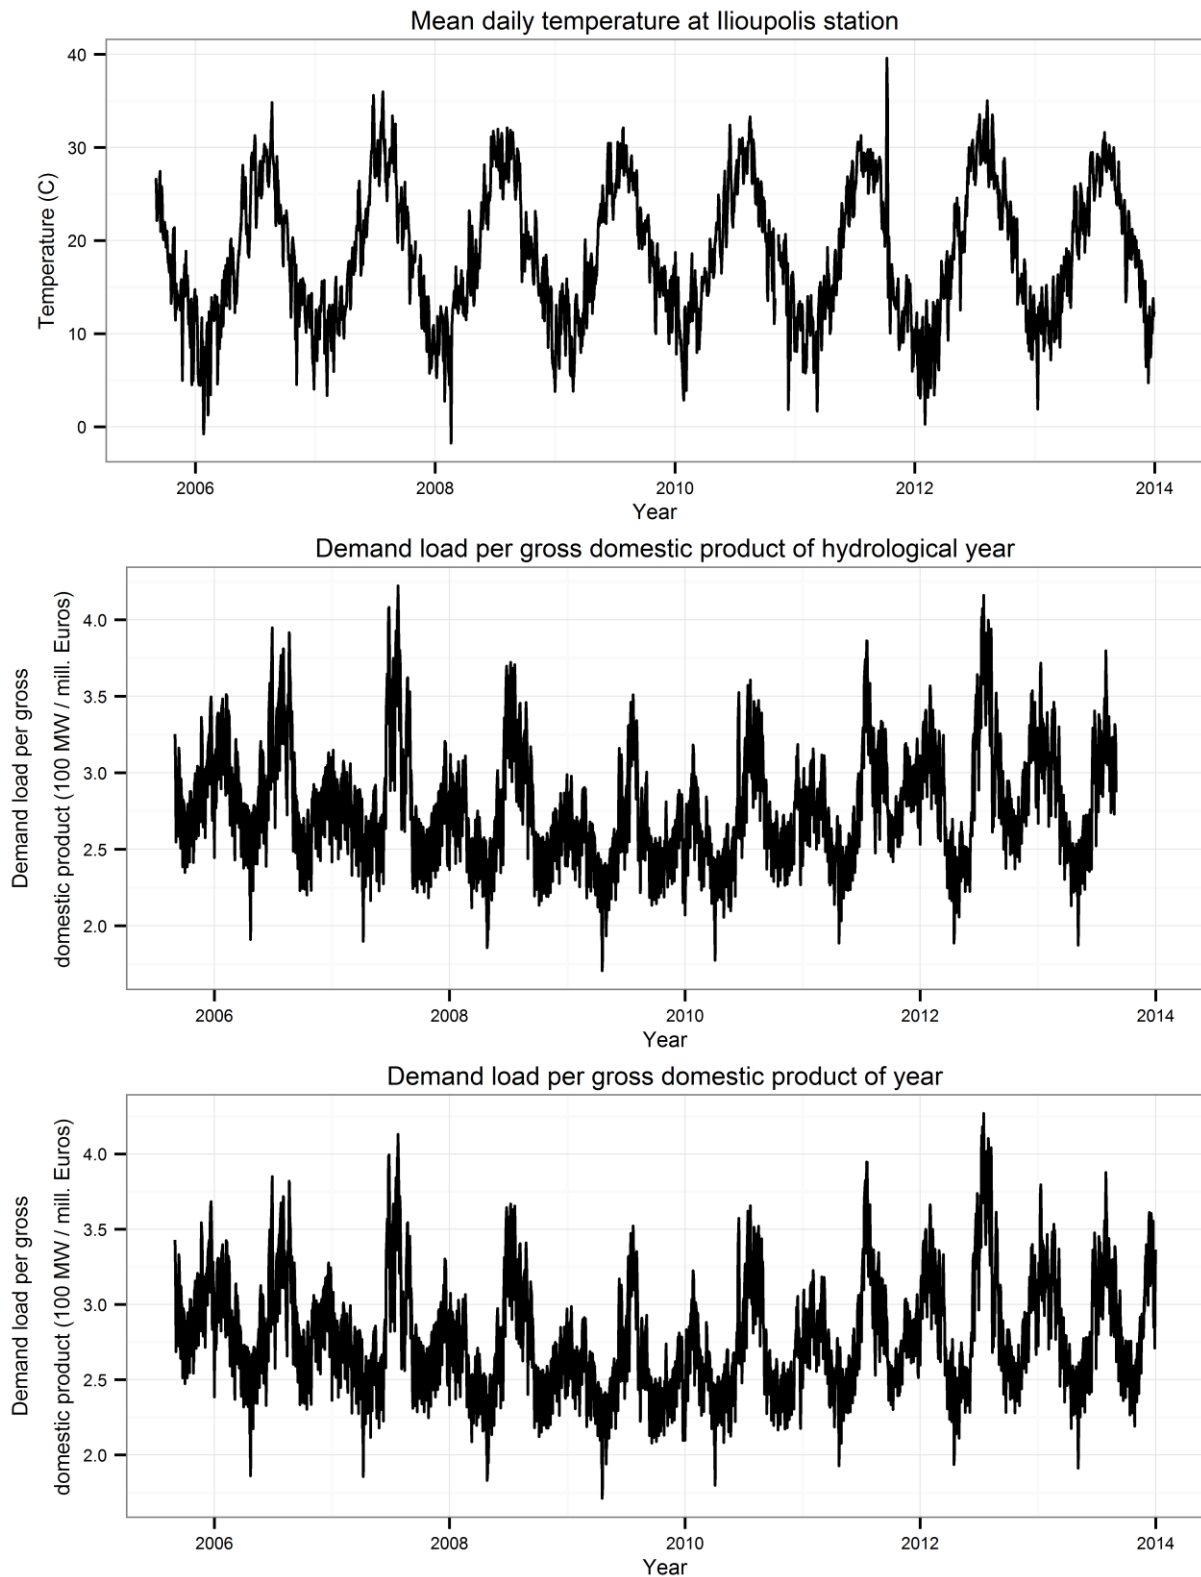 Mean daily temperature at Ilioupolis station
Temperature (C)
40
30
20
10
0
2006
2008
2010
2012
2014
Year
Demand load per gross domestic product of hydrological year
Demand load per gross
domestic product (100 MW / mill. Euros)
4.0
3.5
3.0
2.5
2.0
2006
2008
2010
2012
2014
Year
Demand load per gross domestic product of year
Demand load per gross
domestic product (100 MW / mill. Euros)
4.0
3.5
3.0
2.5
2.0
2006
2008
2010
2012
2014
Year